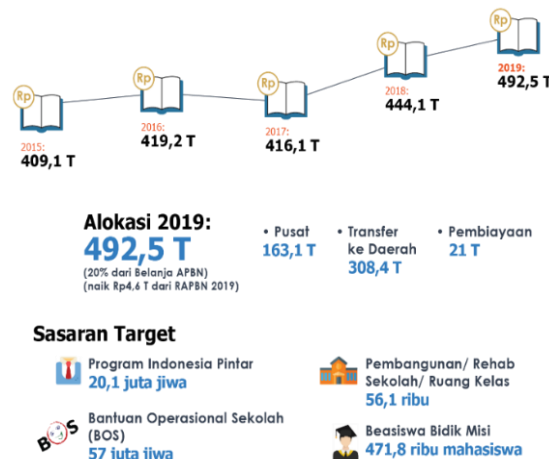 Rp
2015:
409,1 T
Rp
2016:
419,2 T
Rp
2017:
416,1 T
Rp
2018:
444,1 T
Rp
2019:
492,5 T
Alokasi 2019:
492,5 T
(20% dari Belanja APBN)
(naik Rp4,6 T dari RAPBN 2019)
• Pusat
163,1 T
• Transfer
ke Daerah
308,4 T
• Pembiayaan
21 T
Sasaran Target
Program Indonesia Pintar
20,1 juta jiwa
Pembangunan/ Rehab
Sekolah/ Ruang Kelas
56,1 ribu
BOS
Bantuan Operasional Sekolah
(BOS)
57 juta jiwa
Beasiswa Bidik Misi
471,8 ribu mahasiswa